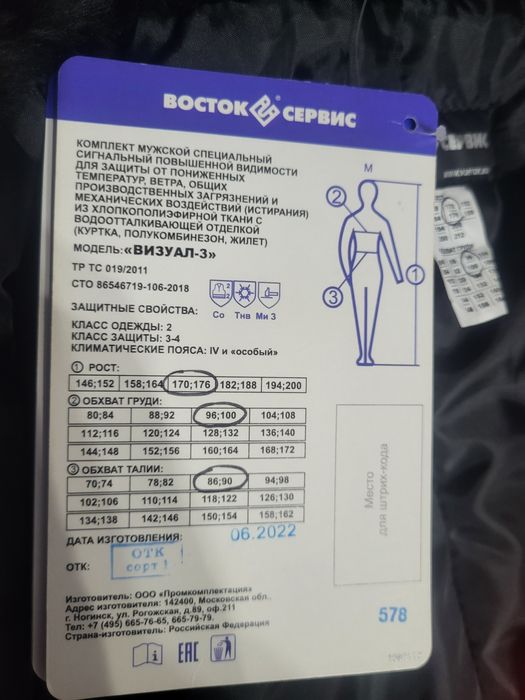 ВОСТОК СЕРВИС
КОМПЛЕКТ МУЖСКОЙ СПЕЦИАЛЬНЫЙ
СИГНАЛЬНЫЙ ПОВЫШЕННОЙ ВИДИМОСТИ
ДЛЯ ЗАЩИТЫ ОТ ПОНИЖЕННЫХ
ТЕМПЕРАТУР, ВЕТРА, ОБЩИХ
ПРОИЗВОДСТВЕННЫХ ЗАГРЯЗНЕНИЙ И
МЕХАНИЧЕСКИХ ВОЗДЕЙСТВИЙ (ИСТИРАНИЯ)
ИЗ ХЛОПКОПОЛИЭФИРНОЙ ТКАНИ С
ВОДООТТАЛКИВАЮЩЕЙ ОТДЕЛКОЙ
(КУРТКА, ПОЛУКОМБИНЕЗОН, ЖИЛЕТ)
МОДЕЛЬ: «ВИЗУАЛ-3»
ТР ТС 019/2011
СТО 86546719-106-2018
ЗАЩИТНЫЕ СВОЙСТВА:
2
2
Со Тнв Ми 3
КЛАСС ОДЕЖДЫ: 2
КЛАСС ЗАЩИТЫ: 3-4
КЛИМАТИЧЕСКИЕ ПОЯСА: IV и «особый»
М
2
1
3
1 РОСТ:
146;152 158;164 170;176 182;188 194;200
2 ОБХВАТ ГРУДИ:
80;84 88;92 96;100 104;108
112;116 120;124 128;132 136;140
144;148 152;156 160;164 168;172
3 ОБХВАТ ТАЛИИ:
70;74 78;82 86;90 94;98
102;106 110;114 118;122 126;130
134;138 142;146 150;154 158;162
ДАТА ИЗГОТОВЛЕНИЯ: 06.2022
ОТК:
ОТК
сорт 1
Место
для штрих-кода
Изготовитель: ООО «Промкомплектация»
Адрес изготовителя: 142400, Московская обл.,
г. Ногинск, ул. Рогожская, д.89, оф.211
Тел: +7 (495) 665-76-65, 665-79-79.
Страна-изготовитель: Российская Федерация
578
i EAC
СЕРВИС